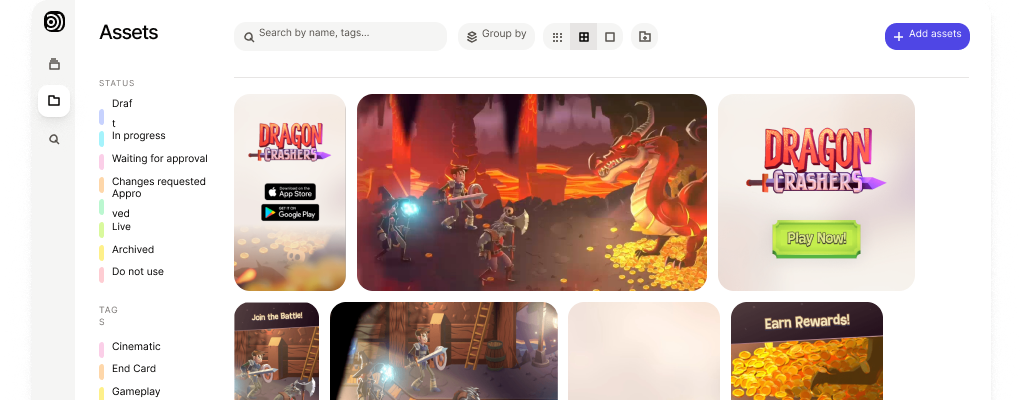 Assets
Search by name, tags...
Group by
Add assets
STATUS
Draf
t
In progress
Waiting for approval
Changes requested
Appro
ved
Live
Archived
Do not use
TAG
S
Cinematic
End Card
Gameplay
DRAGON
CRASHERS
Download on the
App Store
GET IT ON
Google Play
DRAGON
CRASHERS
Play Now!
Join the Battle!
Earn Rewards!